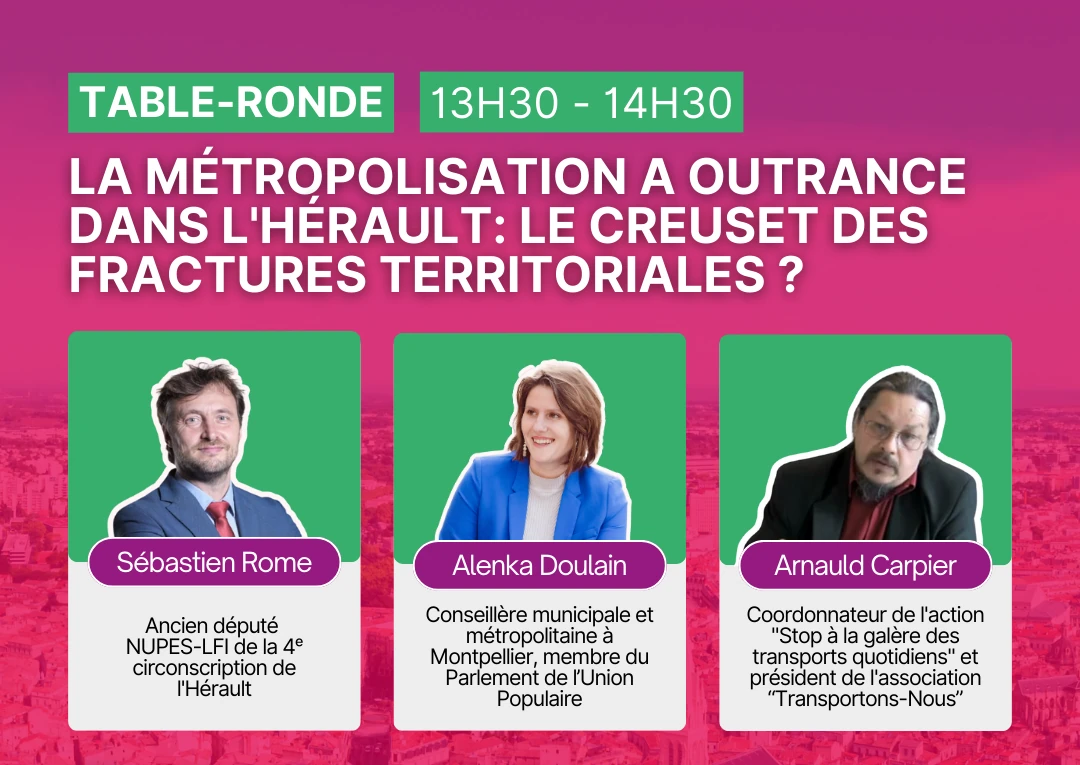 TABLE-RONDE
13H30 - 14H30
LA MÉTROPOLISATION A OUTRANCE
DANS L'HÉRAULT: LE CREUSET DES
FRACTURES TERRITORIALES ?
Sébastien Rome
Ancien député
NUPES-LFI de la 4ᵉ
circonscription de
l'Hérault
Alenka Doulain
Conseillère municipale et
métropolitaine à
Montpellier, membre du
Parlement de l’Union
Populaire
Arnauld Carpier
Coordonnateur de l'action
"Stop à la galère des
transports quotidiens" et
président de l'association
“Transportons-Nous”